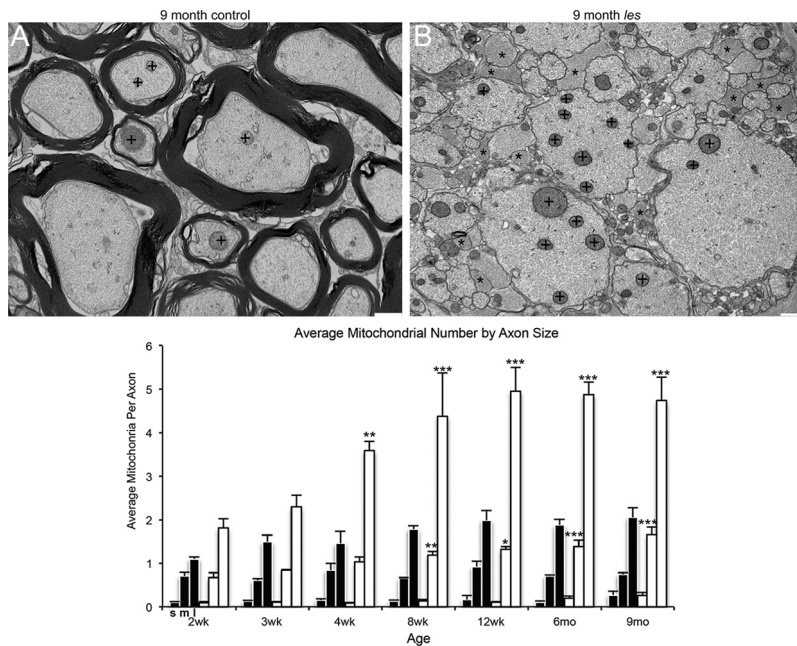 9 month control
9 month les
A
B
Average Mitochondrial Number by Axon Size
Average Mitochonria Per Axon
6
5
4
3
2
1
0
** *** *** *** ***
** * *** ***
s m l
2wk 3wk 4wk 8wk 12wk 6mo 9mo
Age